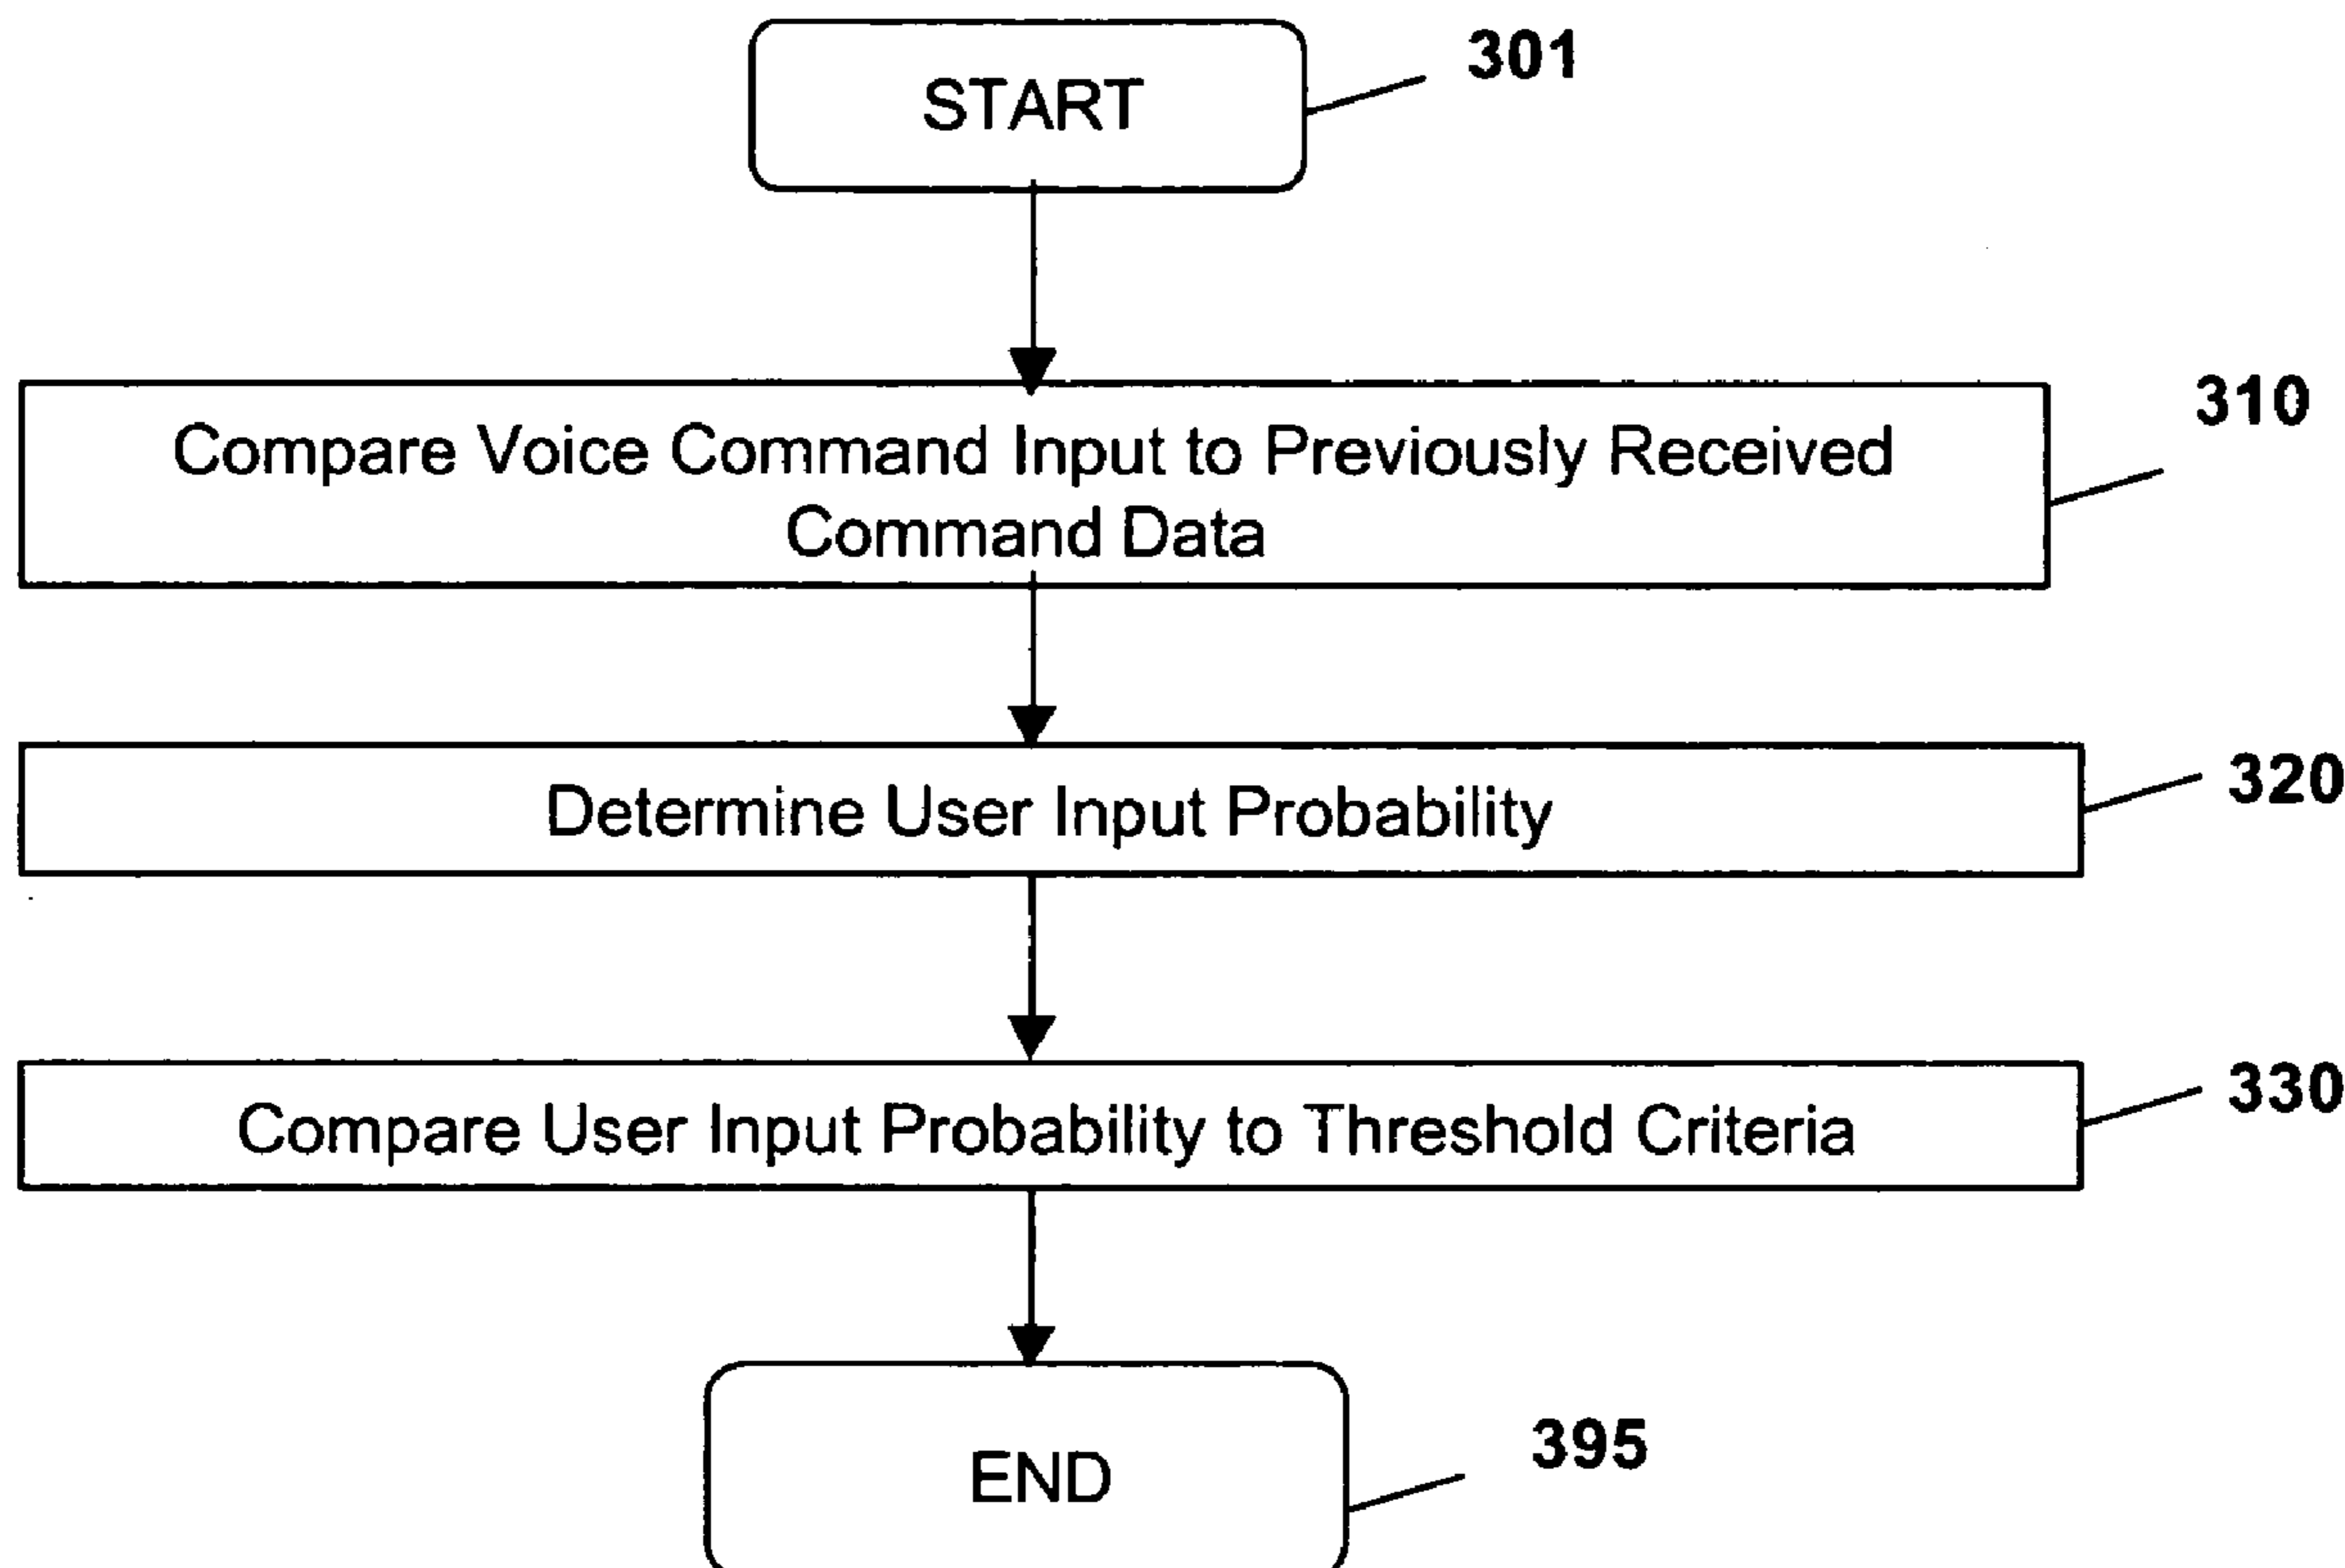 START
301
Compare Voice Command Input to Previously Received
Command Data
310
Determine User Input Probability
320
Compare User Input Probability to Threshold Criteria
330
END
395